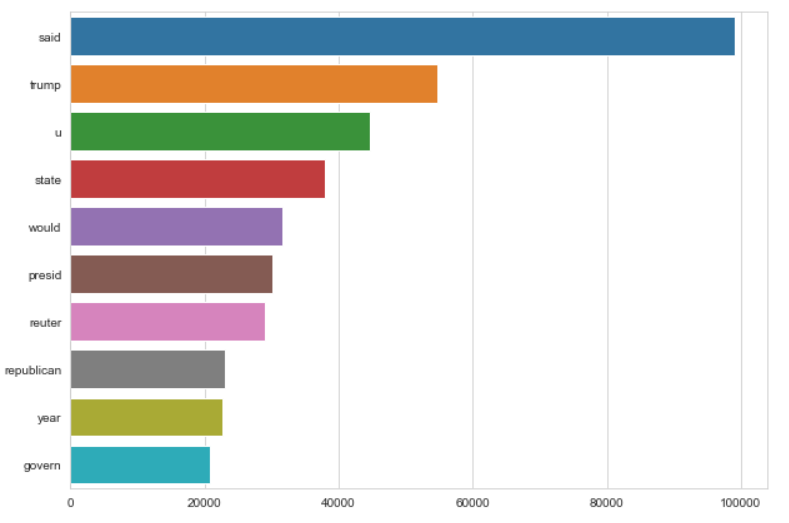 said
trump
u
state
would
presid
reuter
republican
year
govern
0 20000 40000 60000 80000 100000